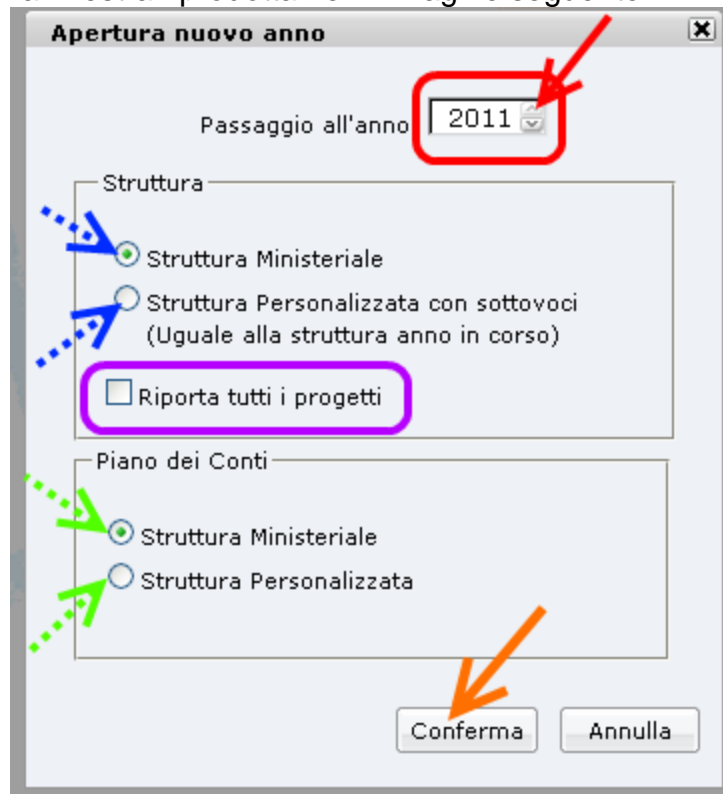 Apertura nuovo anno
Passaggio all'anno 2011
Struttura
Struttura Ministeriale
Struttura Personalizzata con sottovoci
(Uguale alla struttura anno in corso)
Riporta tutti i progetti
Piano dei Conti
Struttura Ministeriale
Struttura Personalizzata
Conferma Annulla